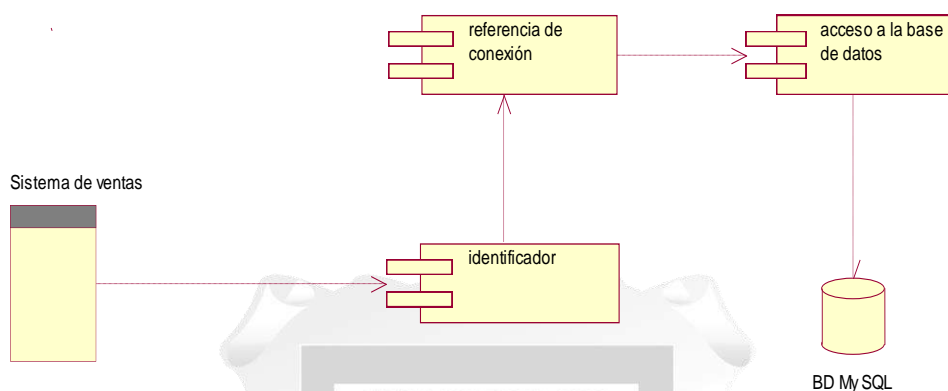 referencia de
conexión
acceso a la base
de datos
Sistema de ventas
identificador
BD My SQL